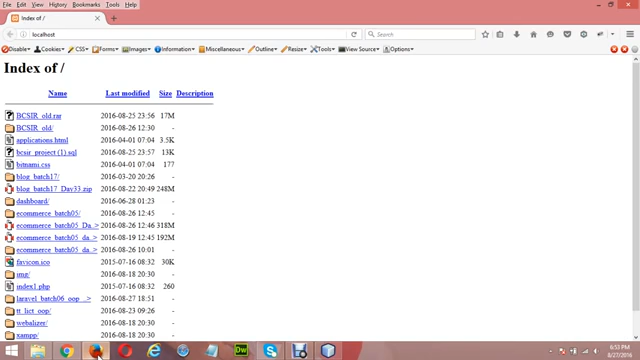 File Edit View History Bookmarks Tools Help
Index of /
localhost
Search
Disable Cookies CSS Forms Images Information Miscellaneous Outline Resize Tools View Source Options
Index of /
Name Last modified Size Description
BCSIR_old.rar 2016-08-25 23:56 17M
BCSIR_old/ 2016-08-26 12:30 -
applications.html 2016-04-01 07:04 3.5K
bcsir_project (1).sql 2016-08-25 23:57 13K
bitnami.css 2016-04-01 07:04 177
blog_batch17/ 2016-03-20 20:26 -
blog_batch17_Day33.zip 2016-08-22 20:49 248M
dashboard/ 2016-06-28 01:23 -
ecommerce_batch05/ 2016-08-26 12:45 -
ecommerce_batch05_Da..> 2016-08-26 12:46 318M
ecommerce_batch05_da..> 2016-08-19 12:45 192M
ecommerce_batch05_da..> 2016-08-26 10:01 -
favicon.ico 2015-07-16 08:32 30K
img/ 2016-08-18 20:30 -
index1.php 2015-07-16 08:32 260
laravel_batch06_oop_..> 2016-08-27 18:51 -
tt_lict_oop/ 2016-08-23 09:26 -
webalizer/ 2016-08-18 20:30 -
xampp/ 2016-08-18 20:30 -
Dw
6:53 PM
8/27/2016